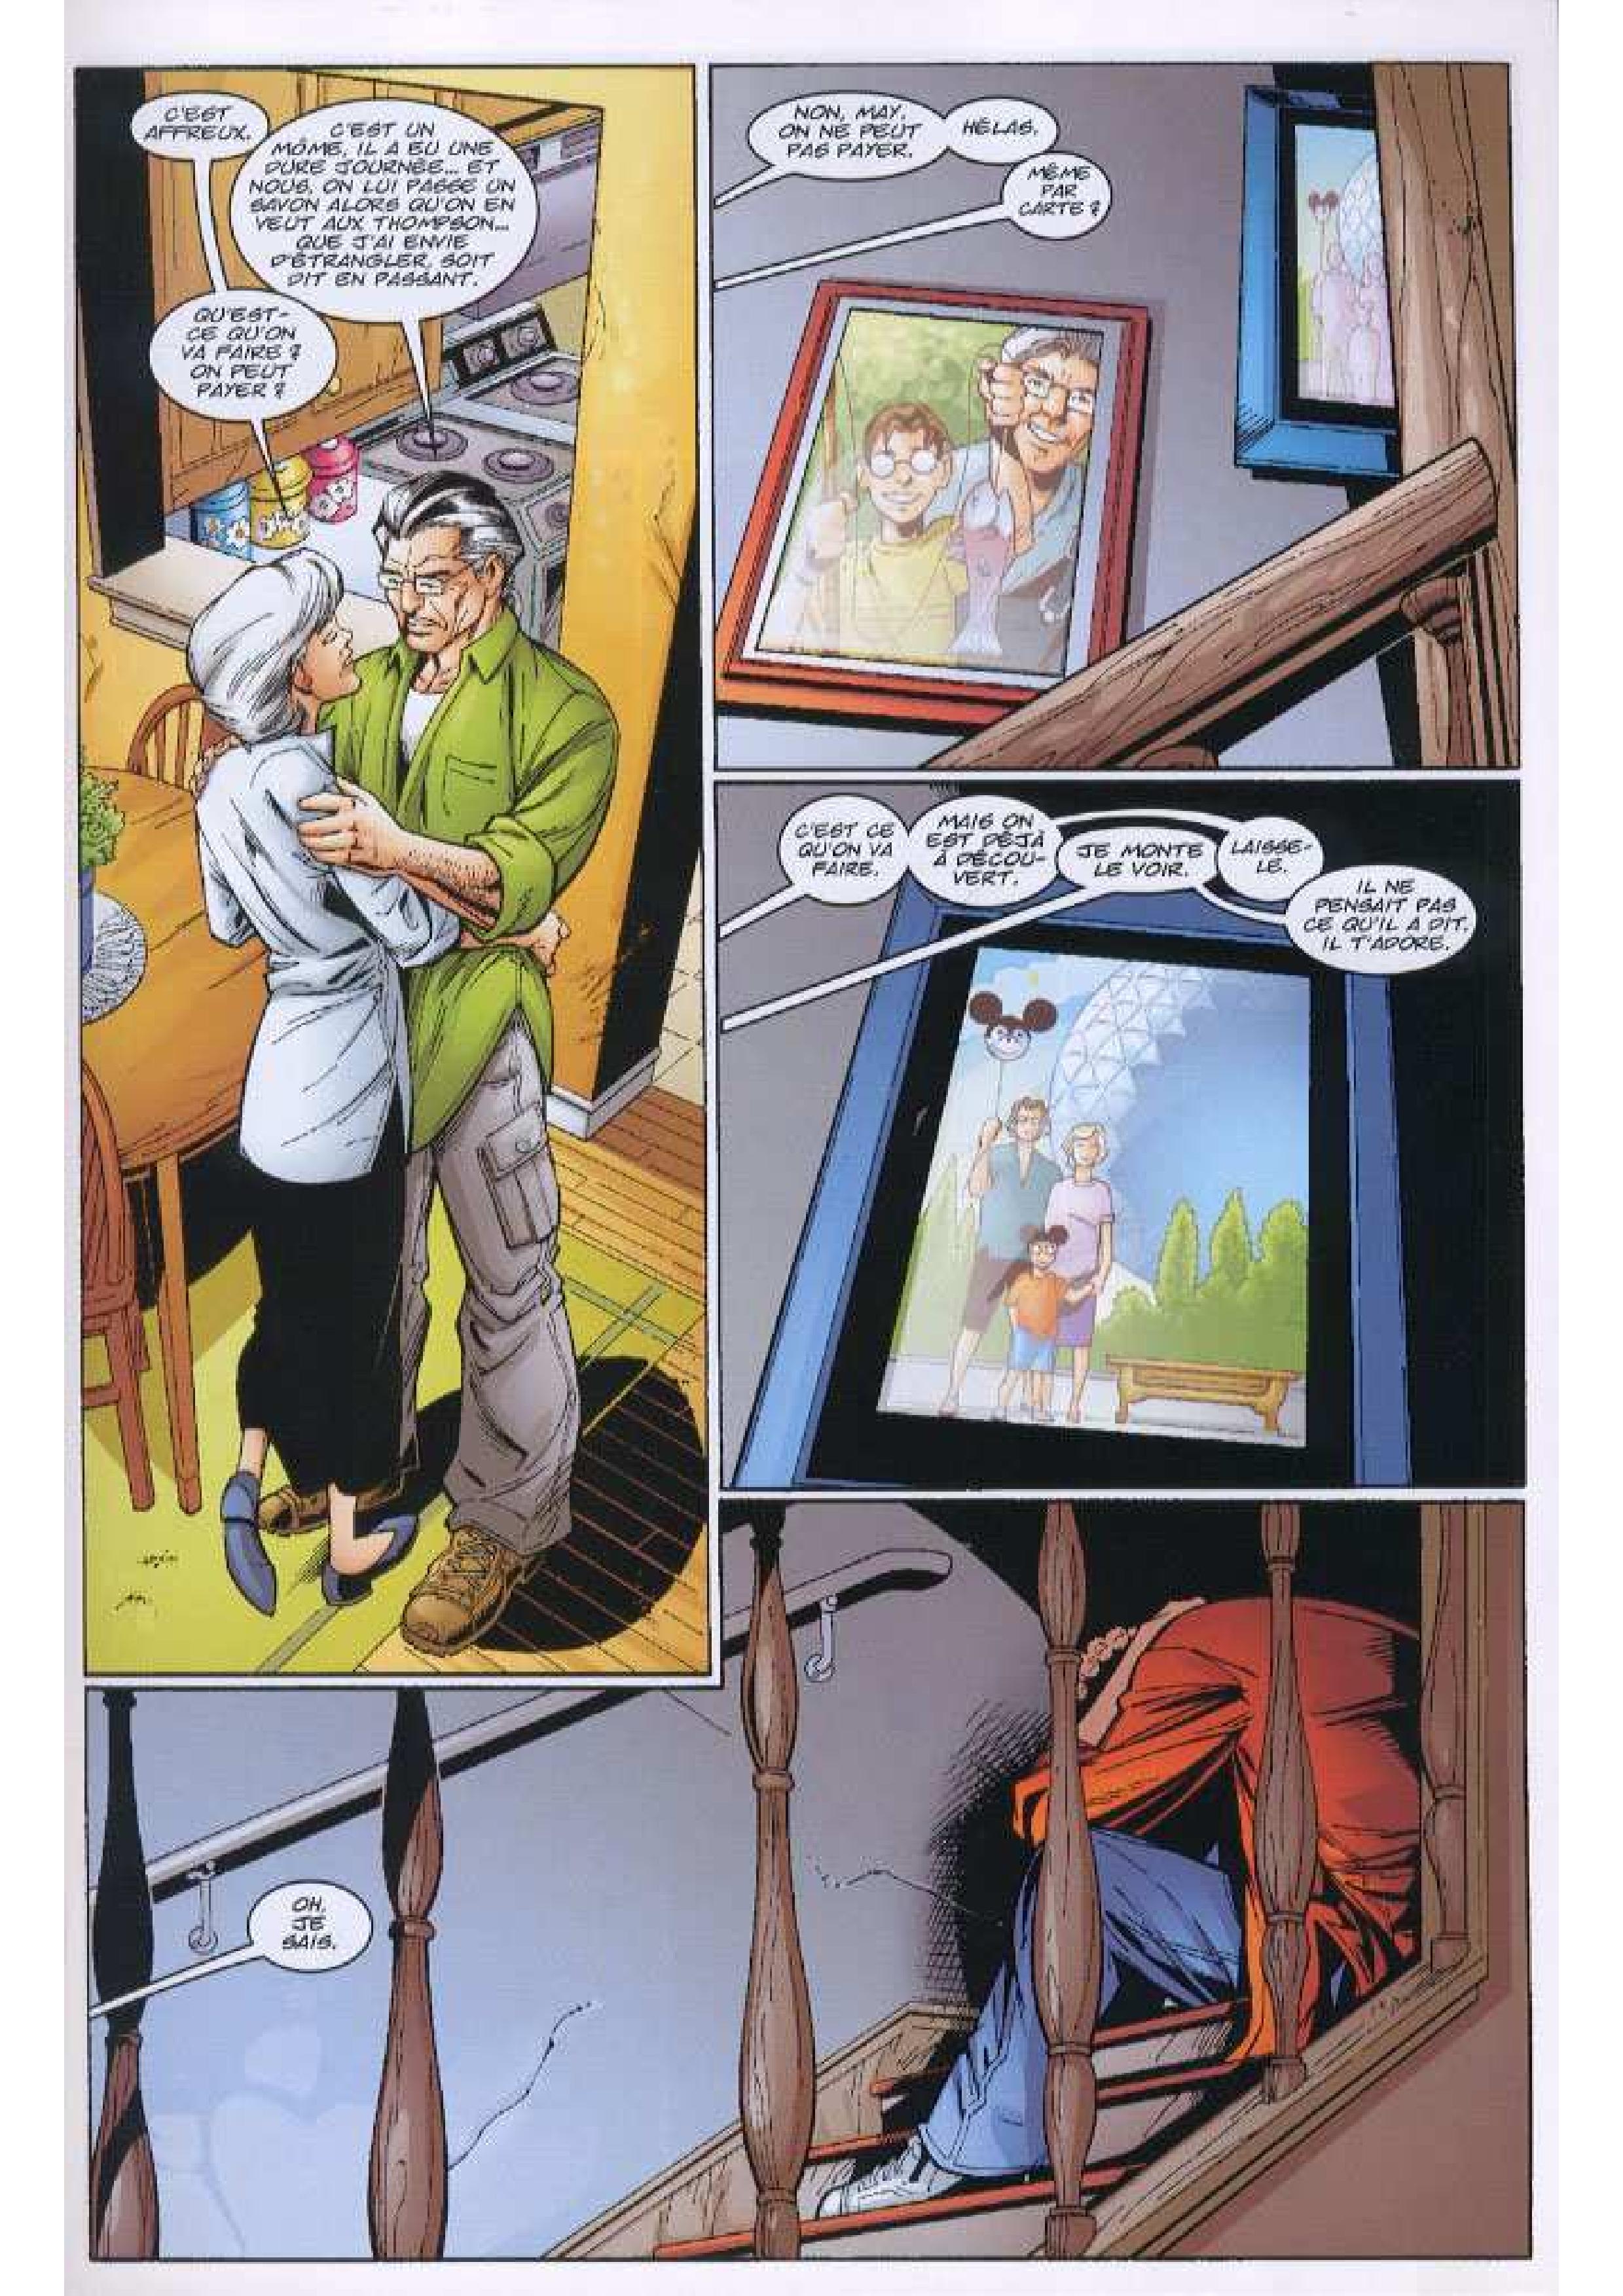 C'EST
AFFREUX.
C'EST UN
MÔME, IL A EU UNE
DURE JOURNÉE... ET
NOUS, ON LUI PASSE UN
SAVON ALORS QU'ON EN
VEUT AUX THOMPSON...
QUE J'AI ENVIE
D'ÉTRANGLER, SOIT
DIT EN PASSANT.
QU'EST-
CE QU'ON
VA FAIRE ?
ON PEUT
PAYER ?
NON, MAY.
ON NE PEUT
PAS PAYER.
HÉLAS.
MÊME
PAR
CARTE ?
C'EST CE
QU'ON VA
FAIRE.
MAIS ON
EST DÉJÀ
À DÉCOU-
VERT.
JE MONTE
LE VOIR.
LAISSE-
LE.
IL NE
PENSAIT PAS
CE QU'IL A DIT.
IL T'ADORE.
OH,
JE
SAIS.